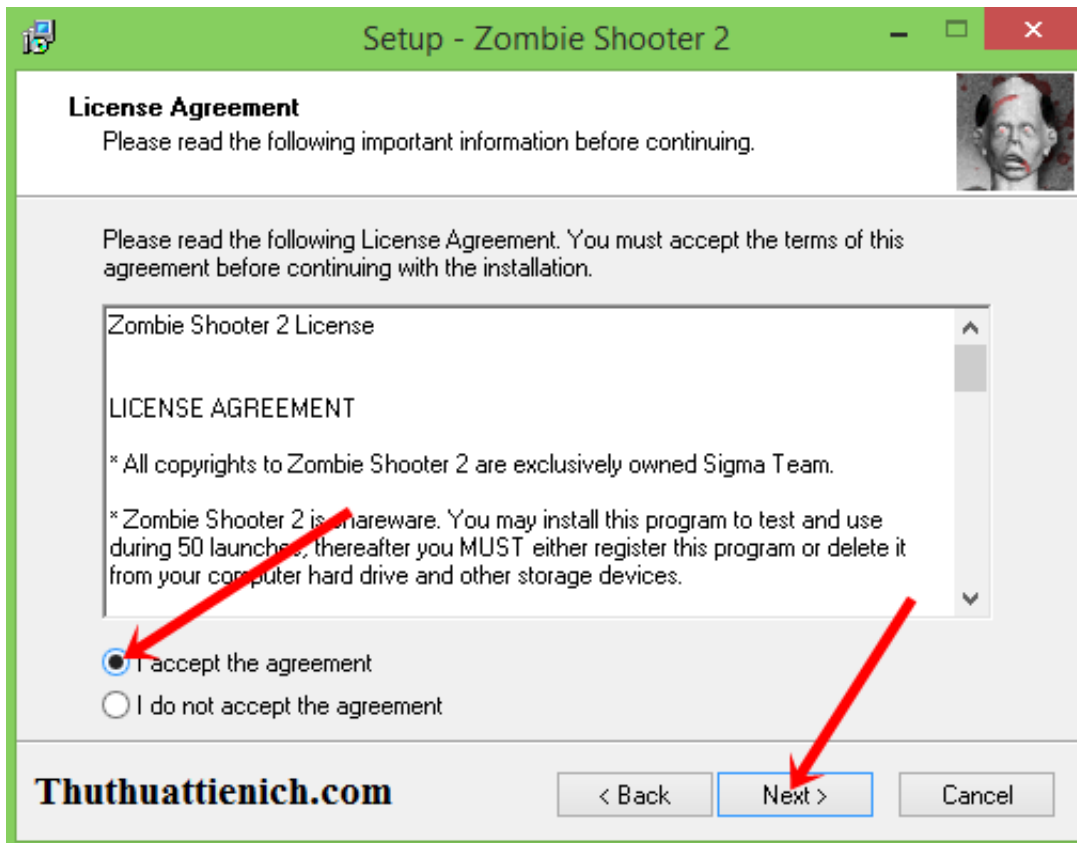 Setup - Zombie Shooter 2
License Agreement
Please read the following important information before continuing.
Please read the following License Agreement. You must accept the terms of this
agreement before continuing with the installation.
Zombie Shooter 2 License
LICENSE AGREEMENT
* All copyrights to Zombie Shooter 2 are exclusively owned Sigma Team.
* Zombie Shooter 2 is shareware. You may install this program to test and use
during 50 launches, thereafter you MUST either register this program or delete it
from your computer hard drive and other storage devices.
I accept the agreement
I do not accept the agreement
Thuthuattienich.com
< Back
Next >
Cancel